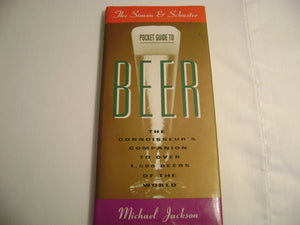 The Simon & Schuster
POCKET GUIDE TO
BEER
THE
CONNOISSEUR'S
COMPANION
TO OVER
1,500 BEERS
OF THE
WORLD
Michael Jackson